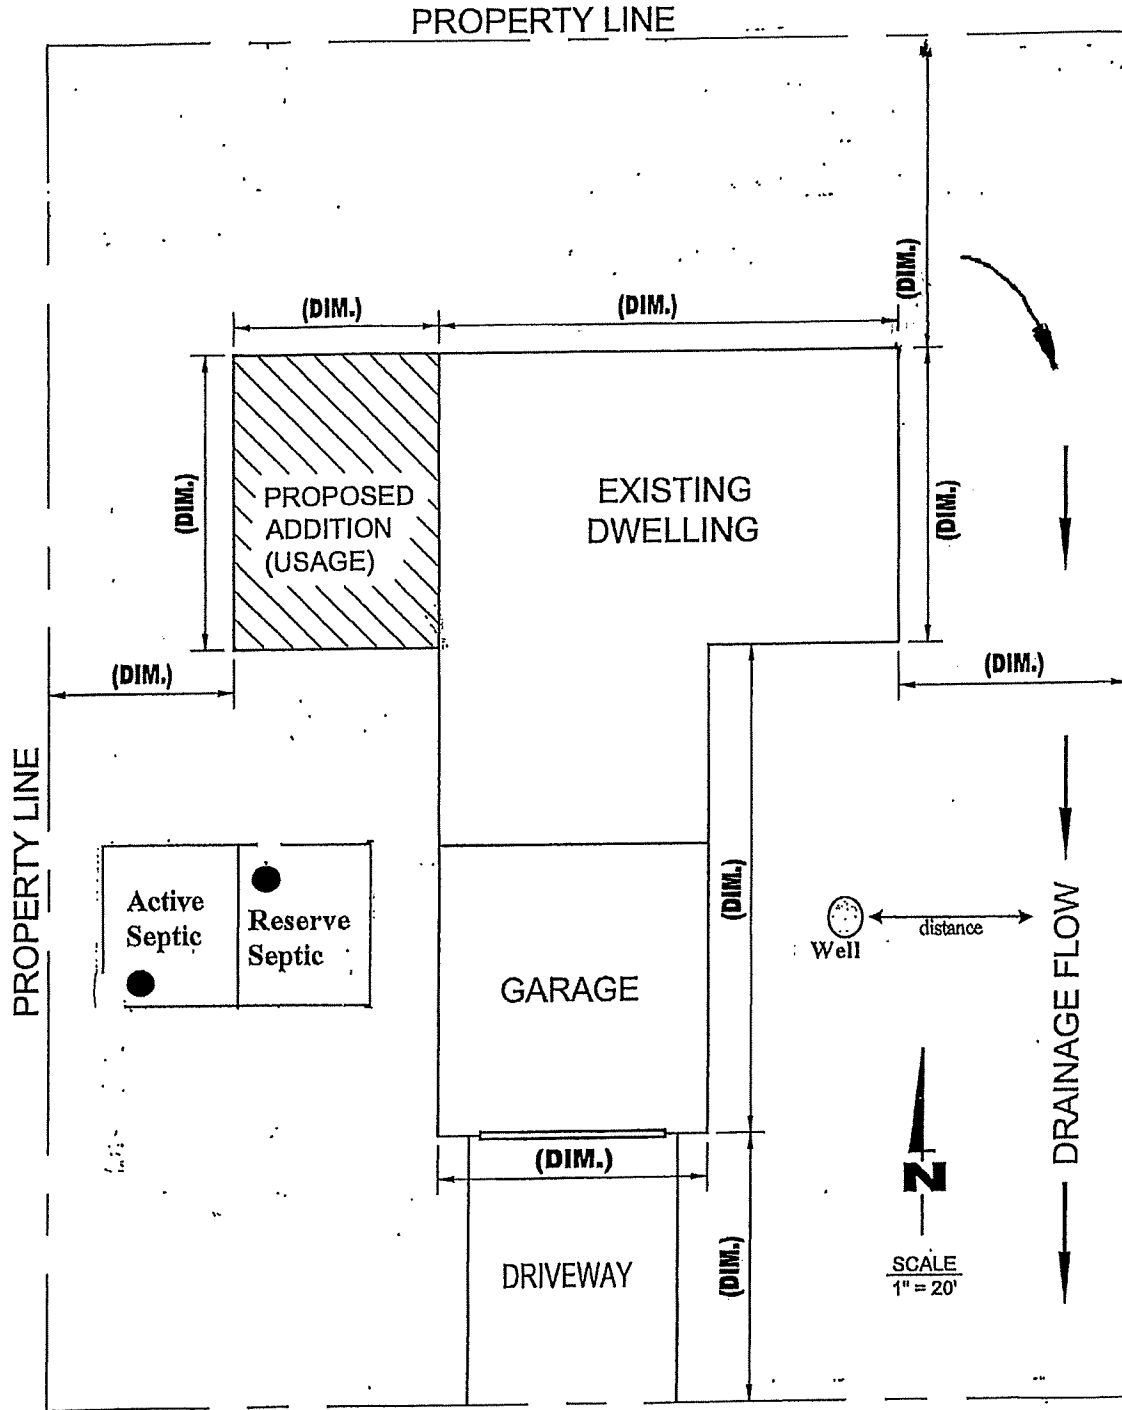 PROPERTY LINE
(DIM.)
(DIM.)
(DIM.)
(DIM.)
PROPOSED
ADDITION
(USAGE)
EXISTING
DWELLING
(DIM.)
(DIM.)
(DIM.)
PROPERTY LINE
Active
Septic
Reserve
Septic
GARAGE
(DIM.)
Well
distance
DRAINAGE FLOW
(DIM.)
N
DRIVEWAY
(DIM.)
SCALE
1" = 20'